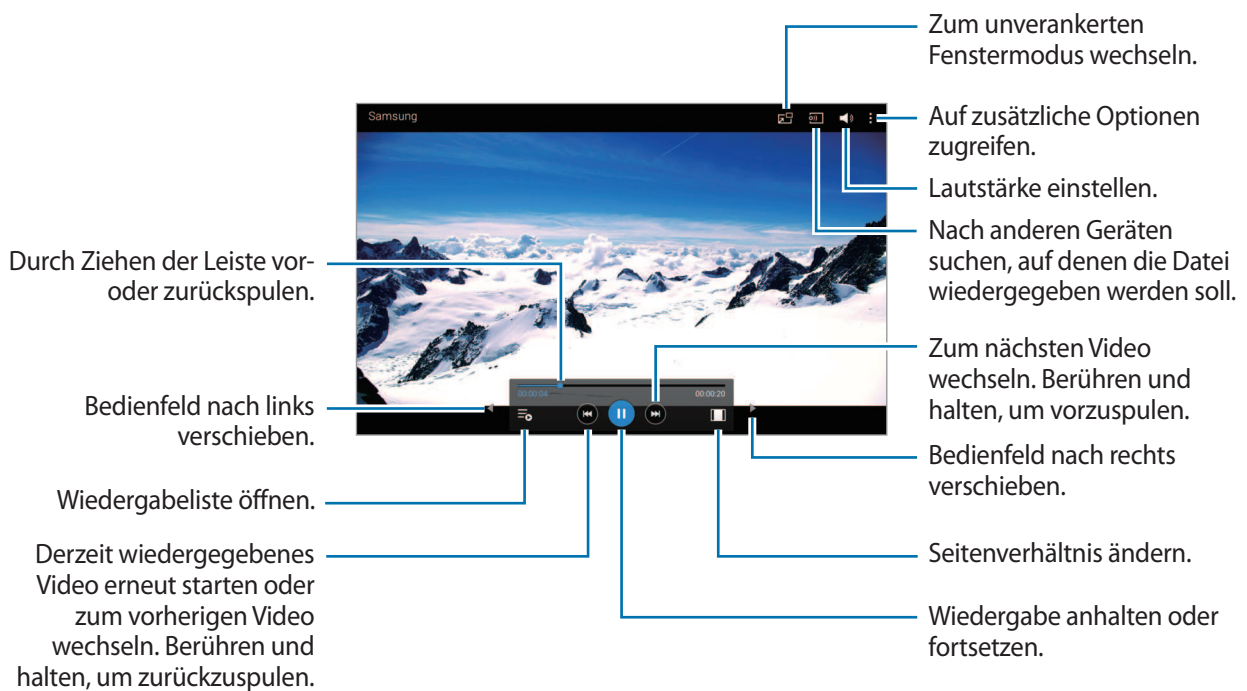 Zum unverankerten
Fenstermodus wechseln.
Samsung
Auf zusätzliche Optionen
zugreifen.
Lautstärke einstellen.
Nach anderen Geräten
suchen, auf denen die Datei
wiedergegeben werden soll.
Durch Ziehen der Leiste vor-
oder zurückspulen.
Zum nächsten Video
wechseln. Berühren und
halten, um vorzuspulen.
00:00:04
00:00:20
Bedienfeld nach links
verschieben.
Bedienfeld nach rechts
verschieben.
Wiedergabeliste öffnen.
Derzeit wiedergegebenes
Video erneut starten oder
zum vorherigen Video
wechseln. Berühren und
halten, um zurückzuspulen.
Seitenverhältnis ändern.
Wiedergabe anhalten oder
fortsetzen.